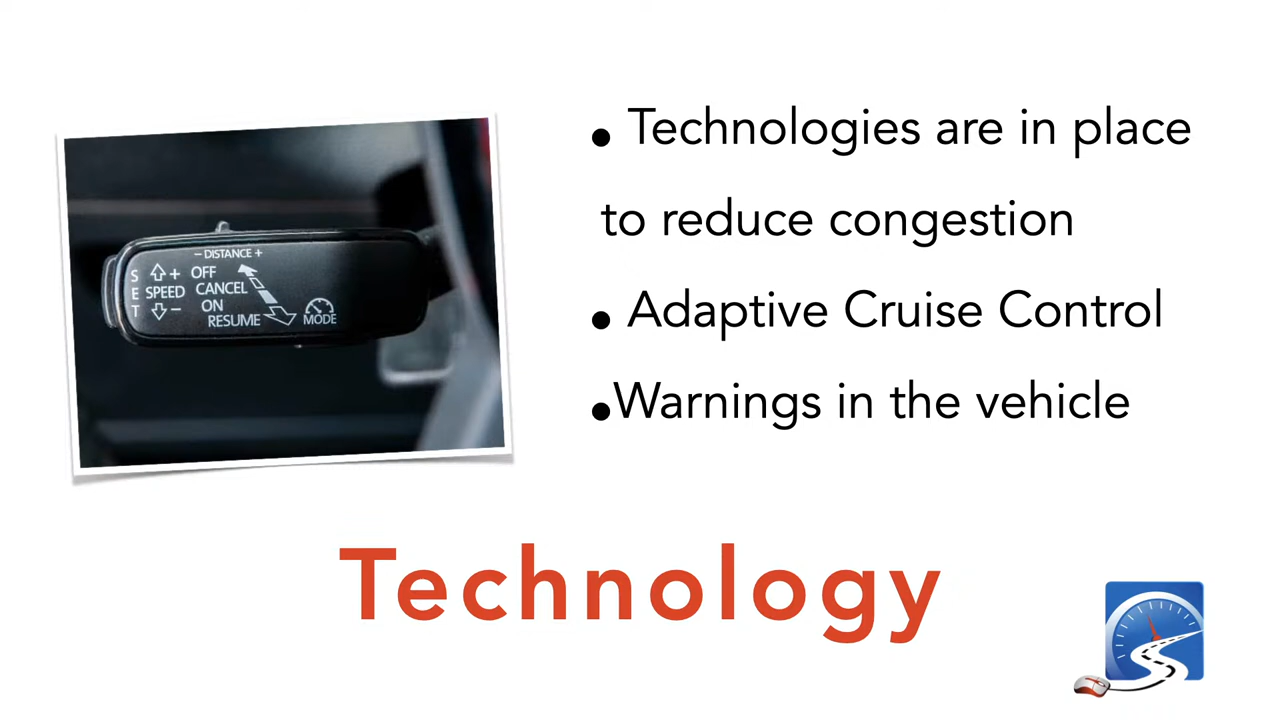 • Technologies are in place
to reduce congestion
• Adaptive Cruise Control
•Warnings in the vehicle
− DISTANCE +
S E T
+ SPEED −
OFF
CANCEL
ON
RESUME
MODE
Technology